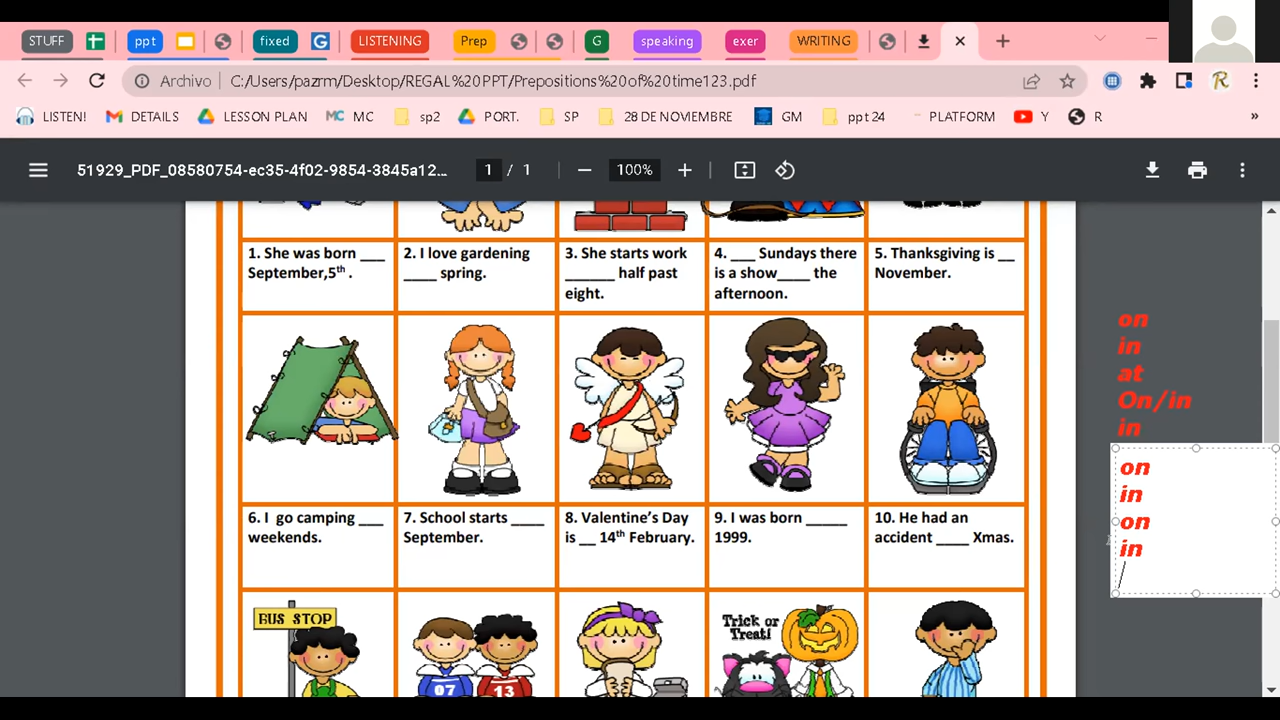 STUFF ppt fixed LISTENING Prep G speaking exer WRITING
Archivo C:/Users/pazrm/Desktop/REGAL%20PPT/Prepositions%20of%20time123.pdf
LISTEN! DETAILS LESSON PLAN MC MC sp2 PORT. SP 28 DE NOVIEMBRE GM ppt 24 PLATFORM Y R
51929_PDF_08580754-ec35-4f02-9854-3845a12... 1 / 1 100%
1. She was born ___
September,5th .
2. I love gardening
____ spring.
3. She starts work
______ half past
eight.
4. ___ Sundays there
is a show____ the
afternoon.
5. Thanksgiving is __
November.
on
in
at
On/in
in
6. I go camping ___
weekends.
7. School starts ____
September.
8. Valentine's Day
is __ 14th February.
9. I was born _____
1999.
10. He had an
accident ____ Xmas.
on
in
on
in
BUS STOP
07
13
Trick or
Treat!